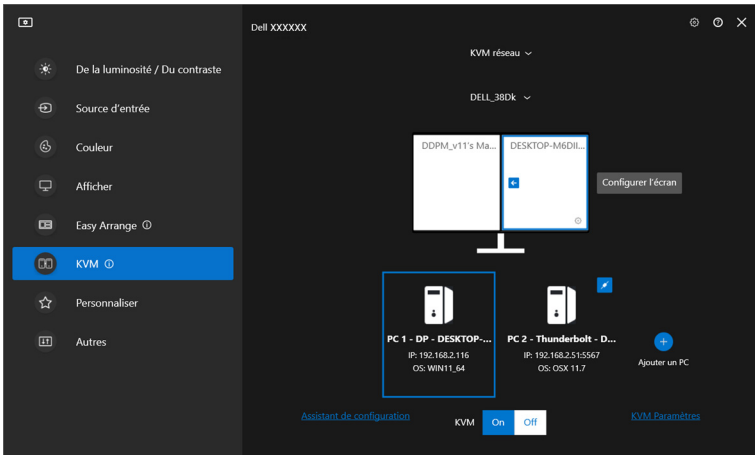 Dell XXXXXX
KVM réseau
DELL_38Dk
De la luminosité / Du contraste
Source d'entrée
Couleur
Afficher
Easy Arrange
KVM
Personnaliser
Autres
DDPM_v11's Ma...
DESKTOP-M6DII...
Configurer l'écran
PC 1 - DP - DESKTOP-...
IP: 192.168.2.116
OS: WIN11_64
PC 2 - Thunderbolt - D...
IP: 192.168.2.51:5567
OS: OSX 11.7
Ajouter un PC
Assistant de configuration
KVM
On
Off
KVM Paramètres